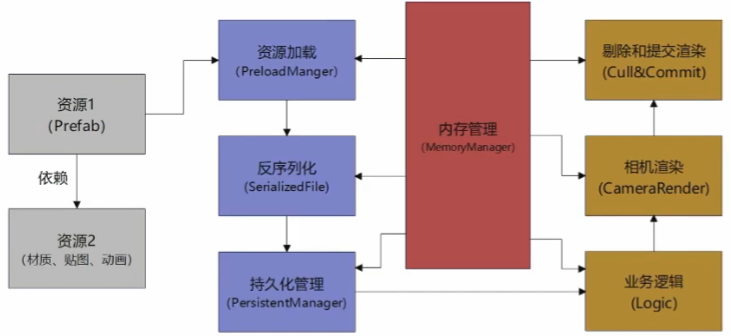 资源1
(Prefab)
依赖
资源2
(材质、贴图、动画)
资源加载
(PreloadManger)
反序列化
(SerializedFile)
持久化管理
(PersistentManager)
内存管理
(MemoryManager)
剔除和提交渲染
(Cull&Commit)
相机渲染
(CameraRender)
业务逻辑
(Logic)